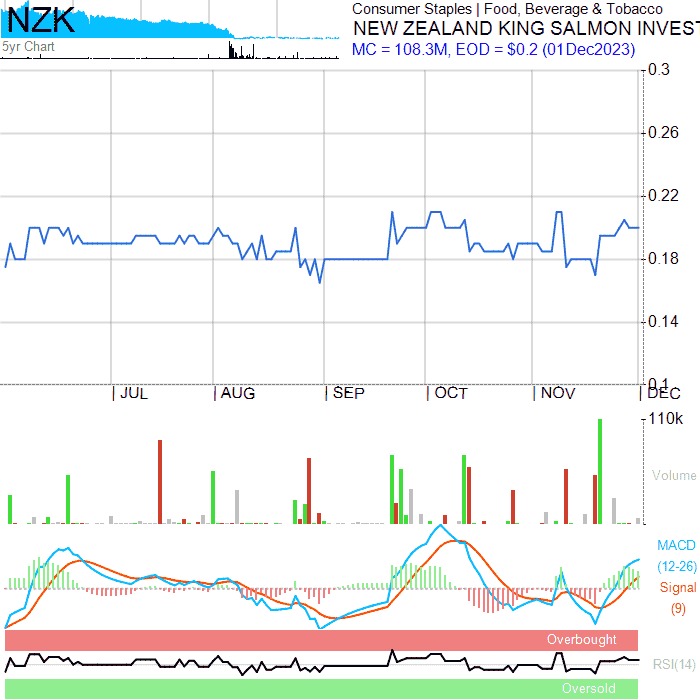 NZK
5yr Chart
Consumer Staples | Food, Beverage & Tobacco
NEW ZEALAND KING SALMON INVEST
MC = 108.3M, EOD = $0.2 (01Dec2023)
0.3
0.26
0.22
0.18
0.14
0.1
JUL AUG SEP OCT NOV DEC
110k
Volume
MACD
(12-26)
Signal
(9)
Overbought
RSI(14)
Oversold